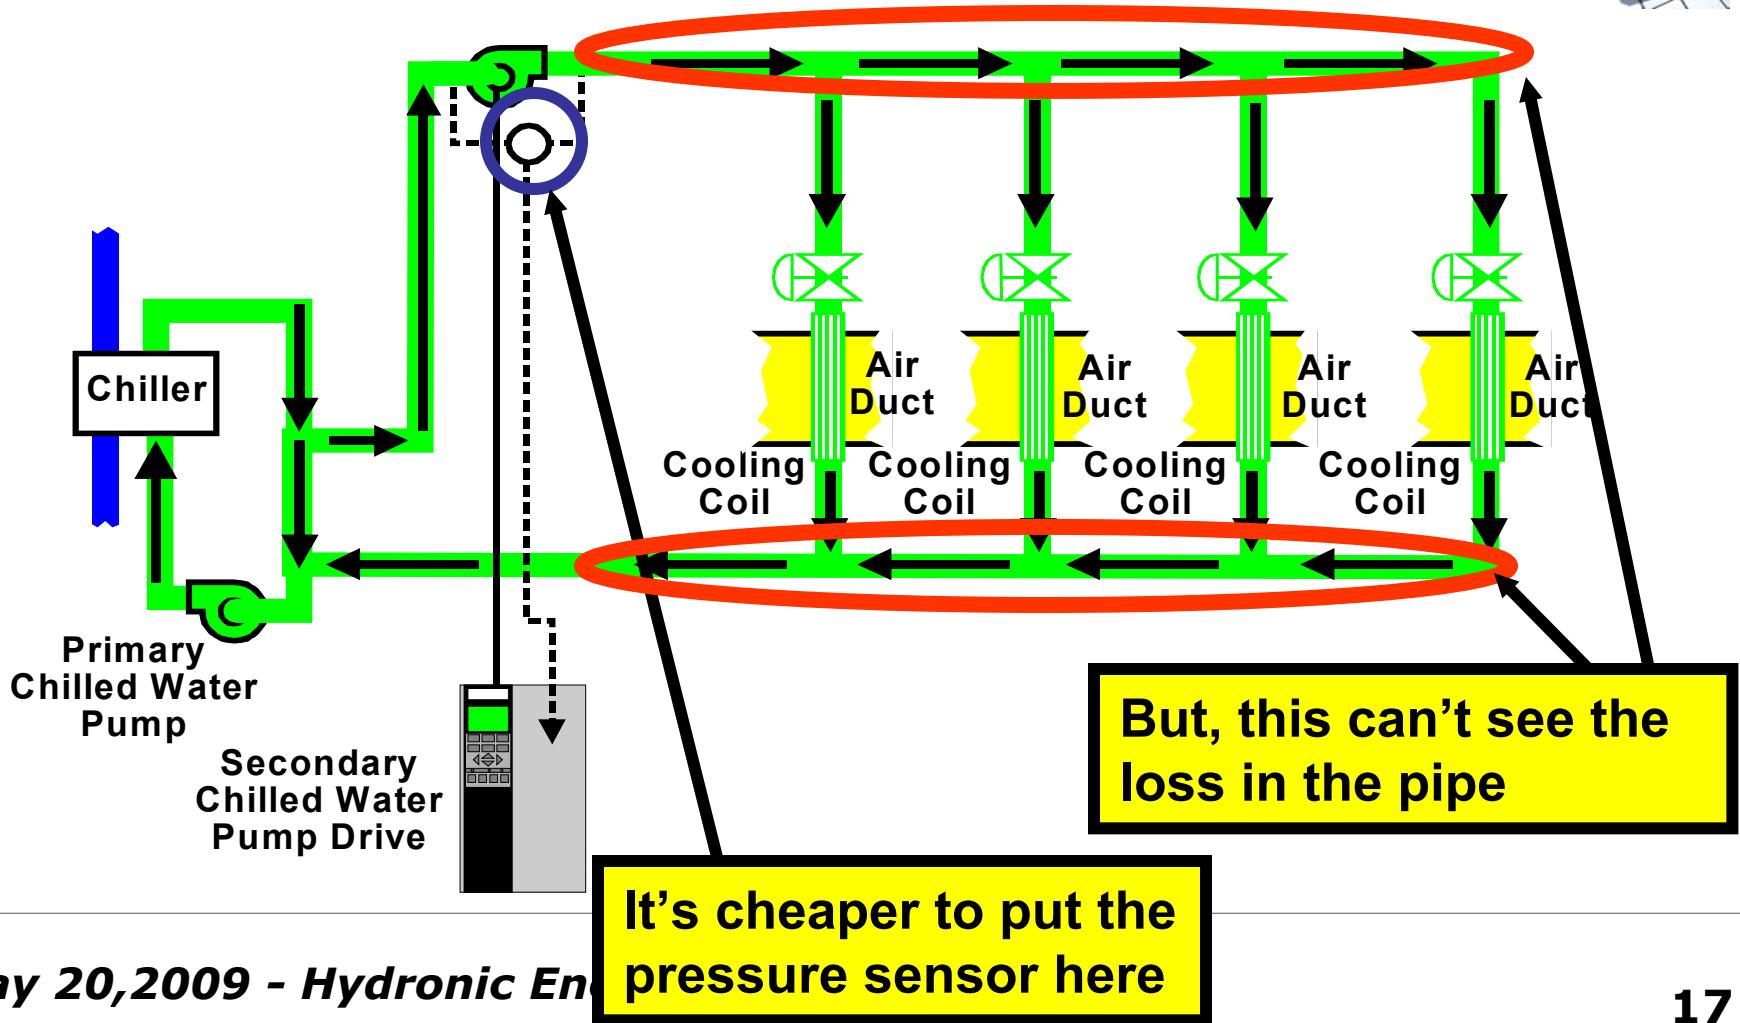 Chiller
Air
Duct
Air
Duct
Air
Duct
Air
Duct
Cooling
Coil
Cooling
Coil
Cooling
Coil
Cooling
Coil
Primary
Chilled Water
Pump
Secondary
Chilled Water
Pump Drive
But, this can’t see the
loss in the pipe
It’s cheaper to put the
pressure sensor here
20,2009 - Hydronic
17